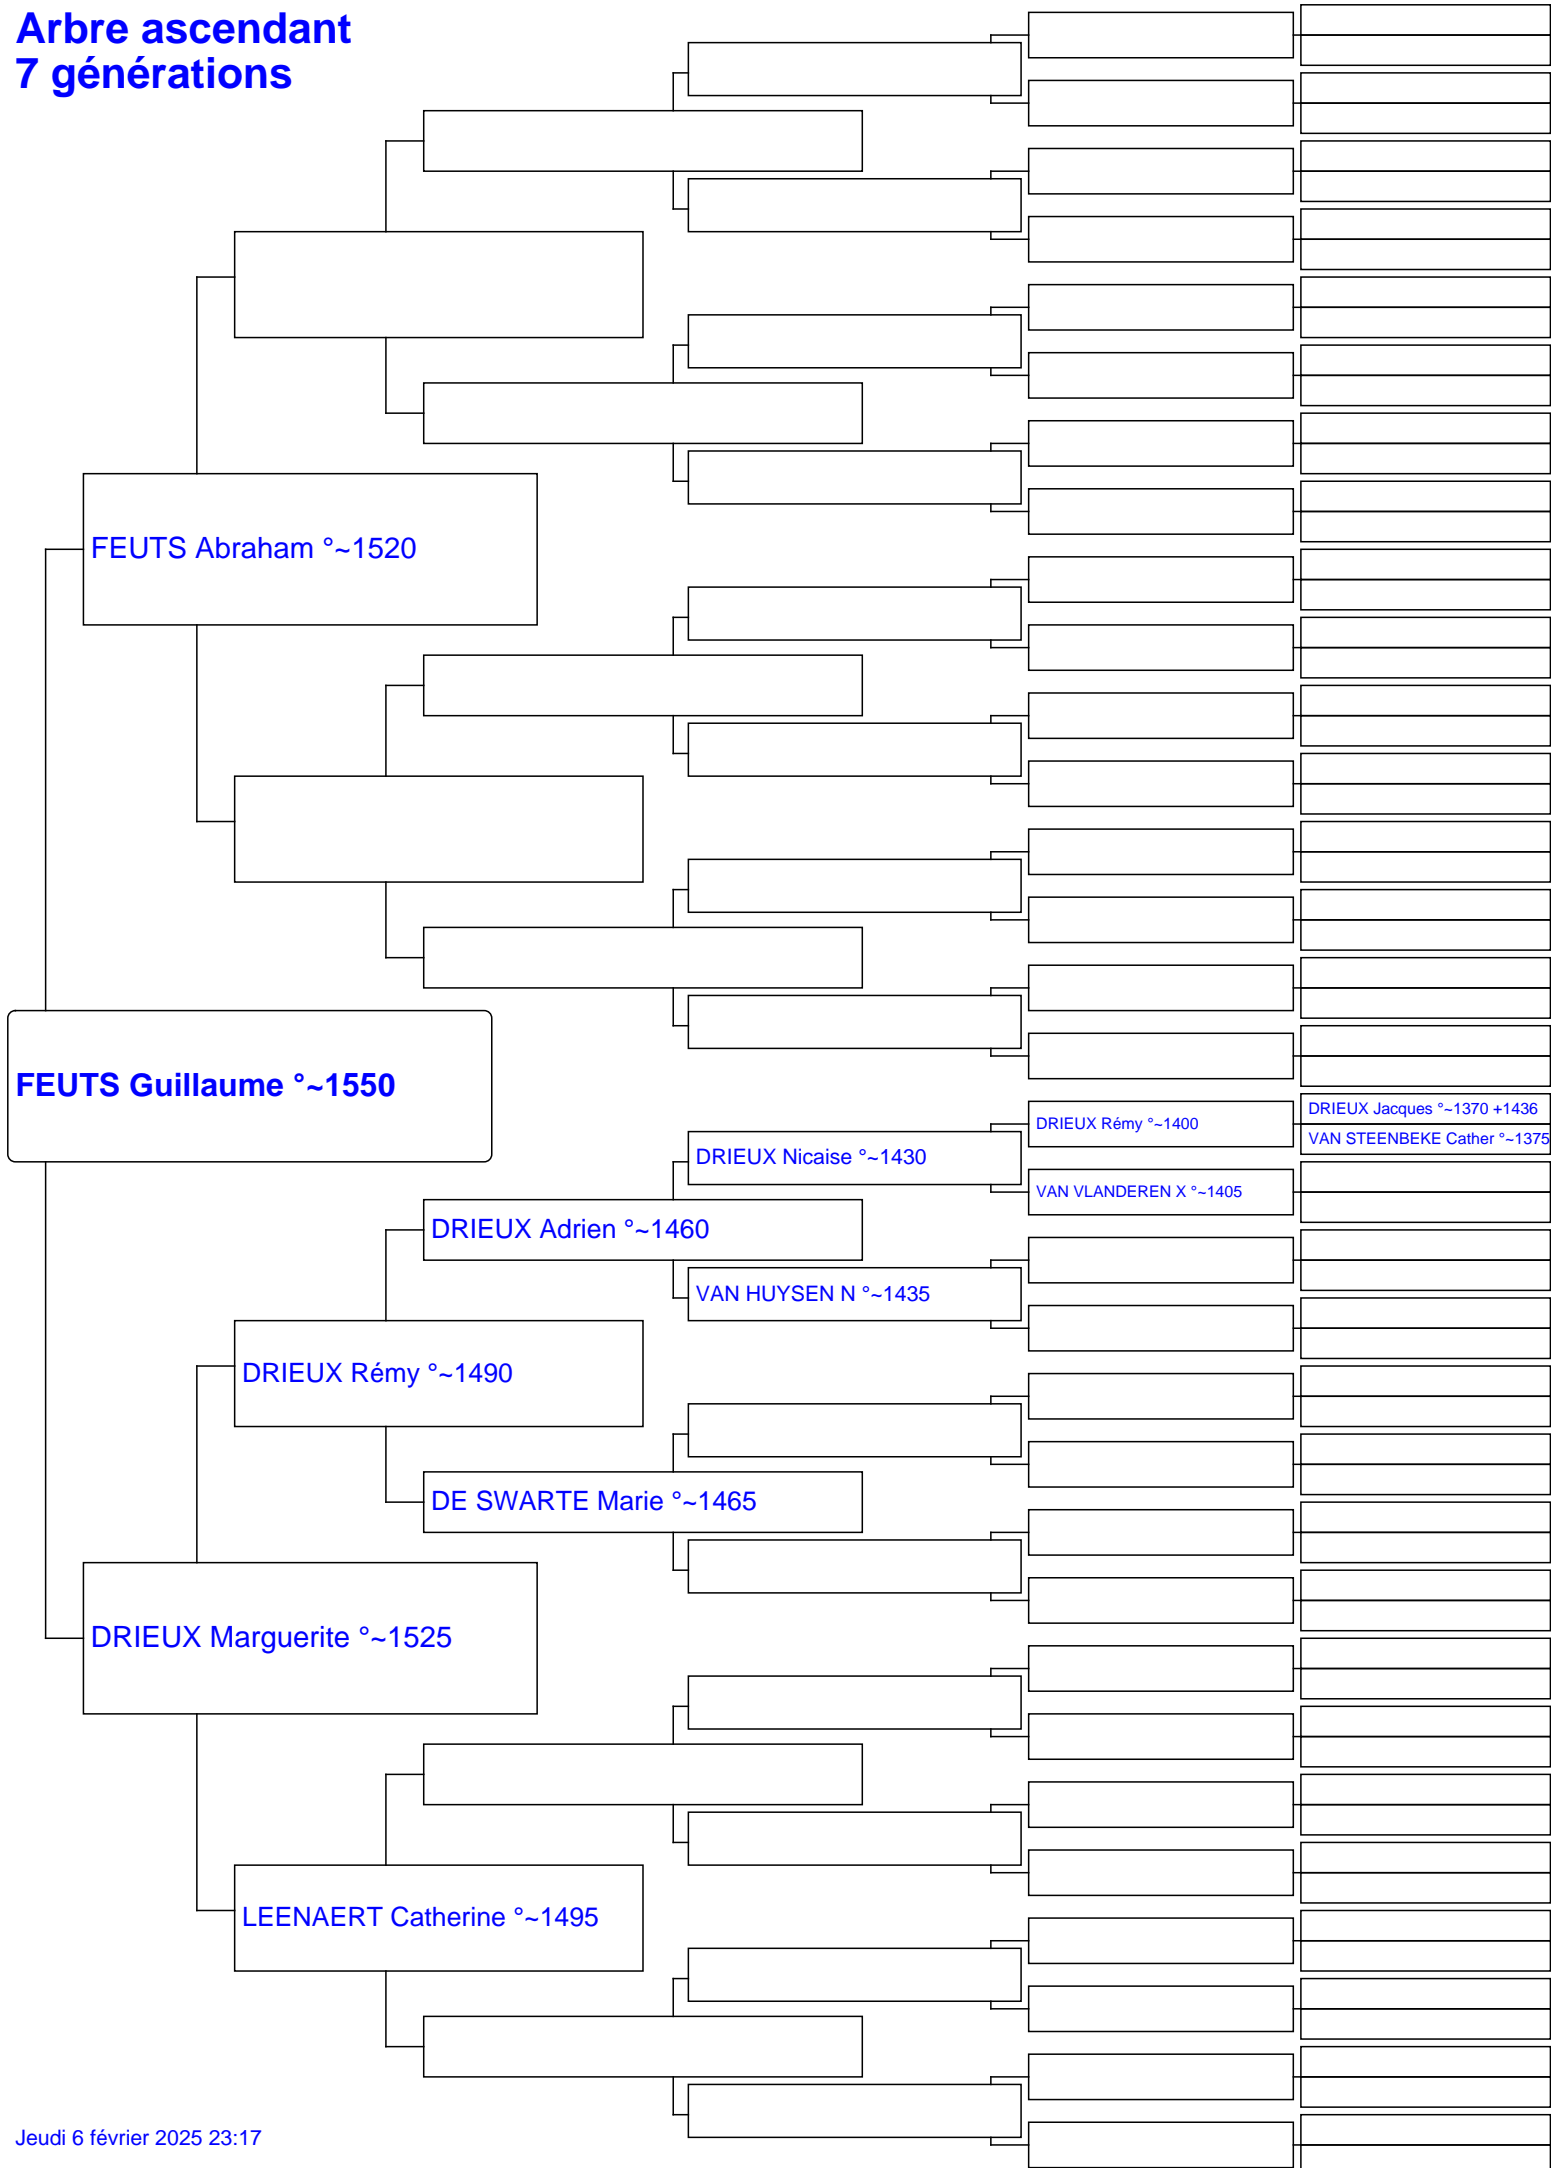 Arbre ascendant
7 générations
FEUTS Abraham °~1520
FEUTS Guillaume °~1550
DRIEUX Jacques °~1370 +1436
DRIEUX Rémy °~1400
VAN STEENBEKE Cather °~1375
DRIEUX Nicaise °~1430
VAN VLANDEREN X °~1405
DRIEUX Adrien °~1460
VAN HUYSEN N °~1435
DRIEUX Rémy °~1490
DE SWARTE Marie °~1465
DRIEUX Marguerite °~1525
LEENAERT Catherine °~1495
Jeudi 6 février 2025 23:17